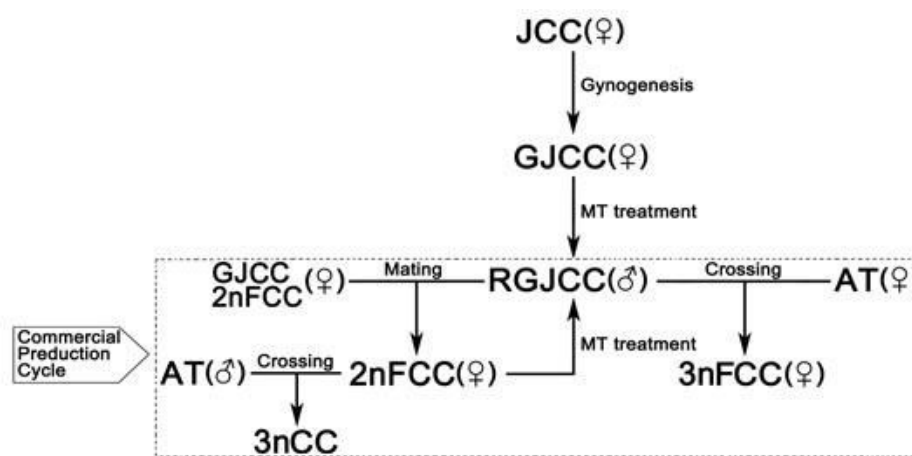 JCC(♀)
Gynogenesis
GJCC(♀)
MT treatment
GJCC
2nFCC
(♀)
Mating
RGJCC(♂)
Crossing
AT(♀)
Commercial
Preduction
Cycle
AT(♂)
Crossing
2nFCC(♀)
MT treatment
3nFCC(♀)
3nCC